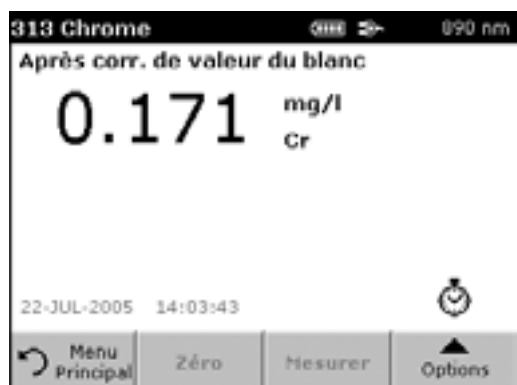 313 Chrome 890 nm
Après corr. de valeur du blanc
0.171 mg/l
Cr
22-JUL-2005 14:03:43
Menu Principal Zéro Mesurer Options